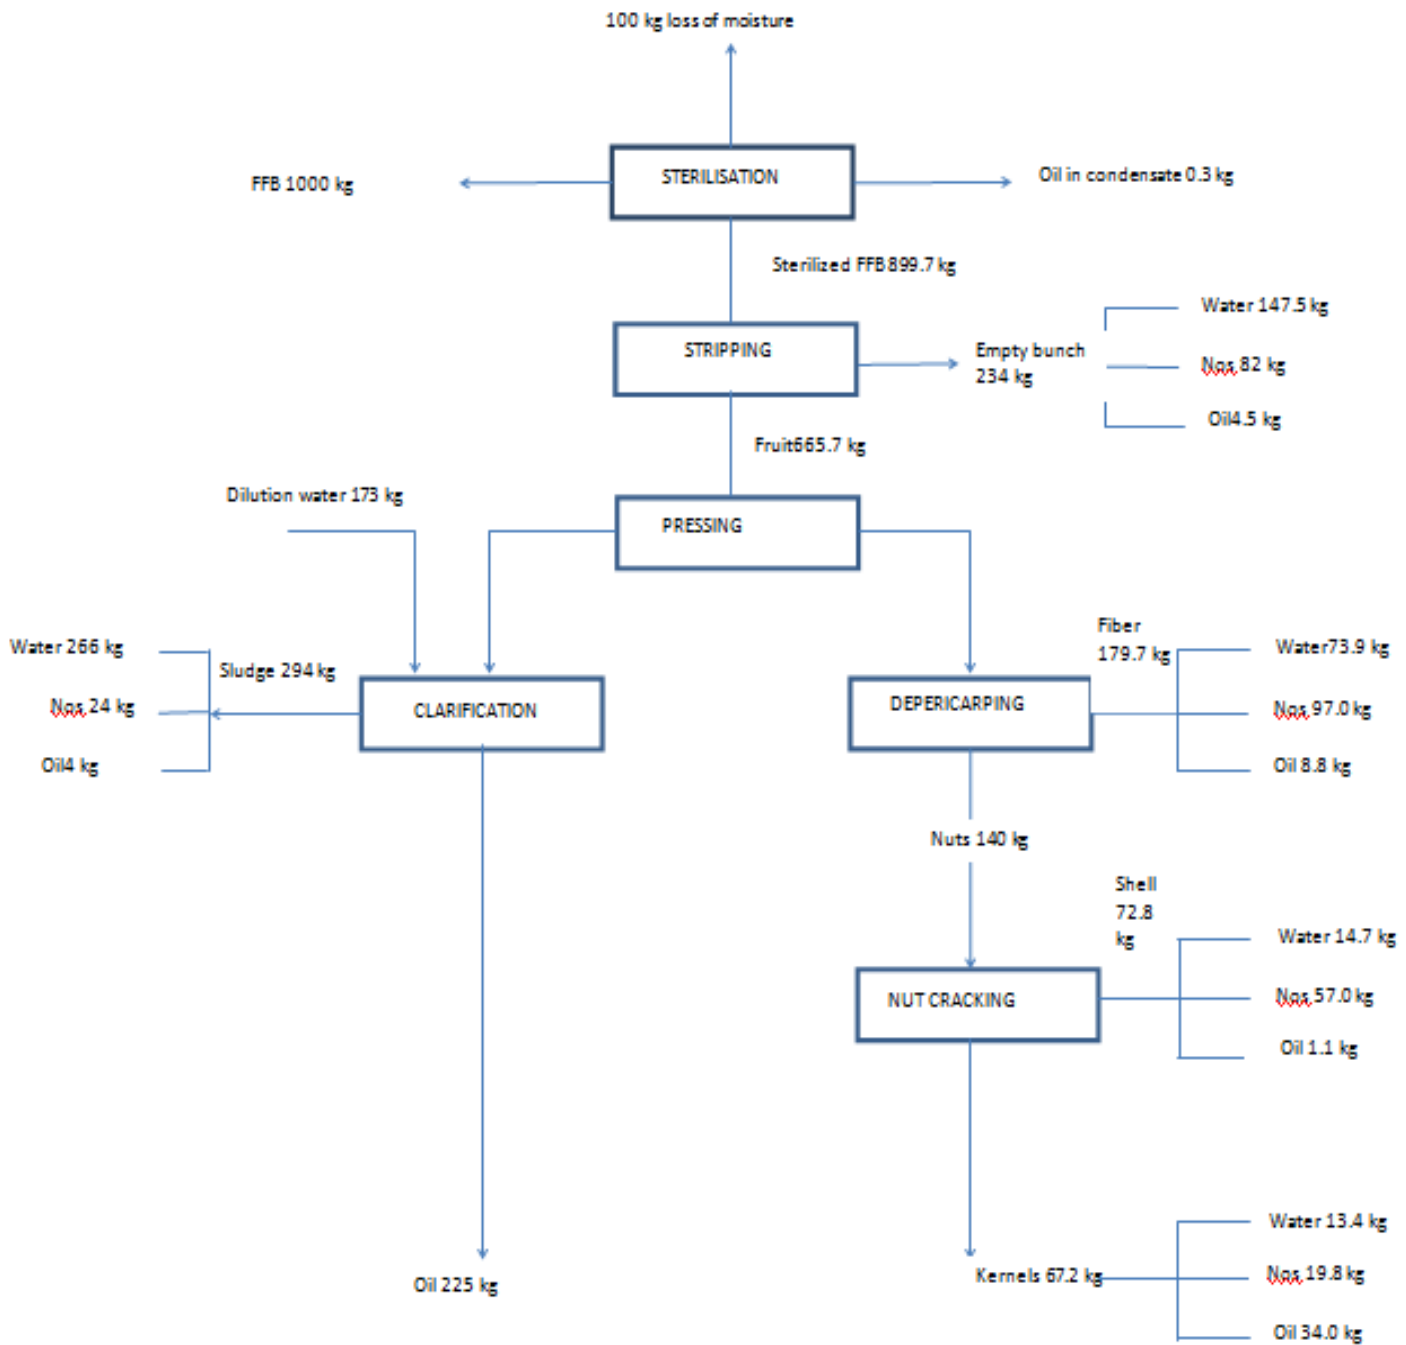 100 kg loss of moisture
STERILISATION
FFB 1000 kg
Oil in condensate 0.3 kg
Sterilized FFB899.7 kg
Water 147.5 kg
STRIPPING
Empty bunch
234 kg
Nos 82 kg
Oil4.5 kg
Fruit665.7 kg
Dilution water 173 kg
PRESSING
Fiber
179.7 kg
Water 266 kg
Sludge 294 kg
Water73.9 kg
Nos 24 kg
CLARIFICATION
DEPERICARPING
Nos 97.0 kg
Oil4 kg
Oil 8.8 kg
Nuts 140 kg
Shell
72.8
kg
Water 14.7 kg
NUT CRACKING
Nos 57.0 kg
Oil 1.1 kg
Water 13.4 kg
Oil 225 kg
Kernels 67.2 kg
Nos 19.8 kg
Oil 34.0 kg